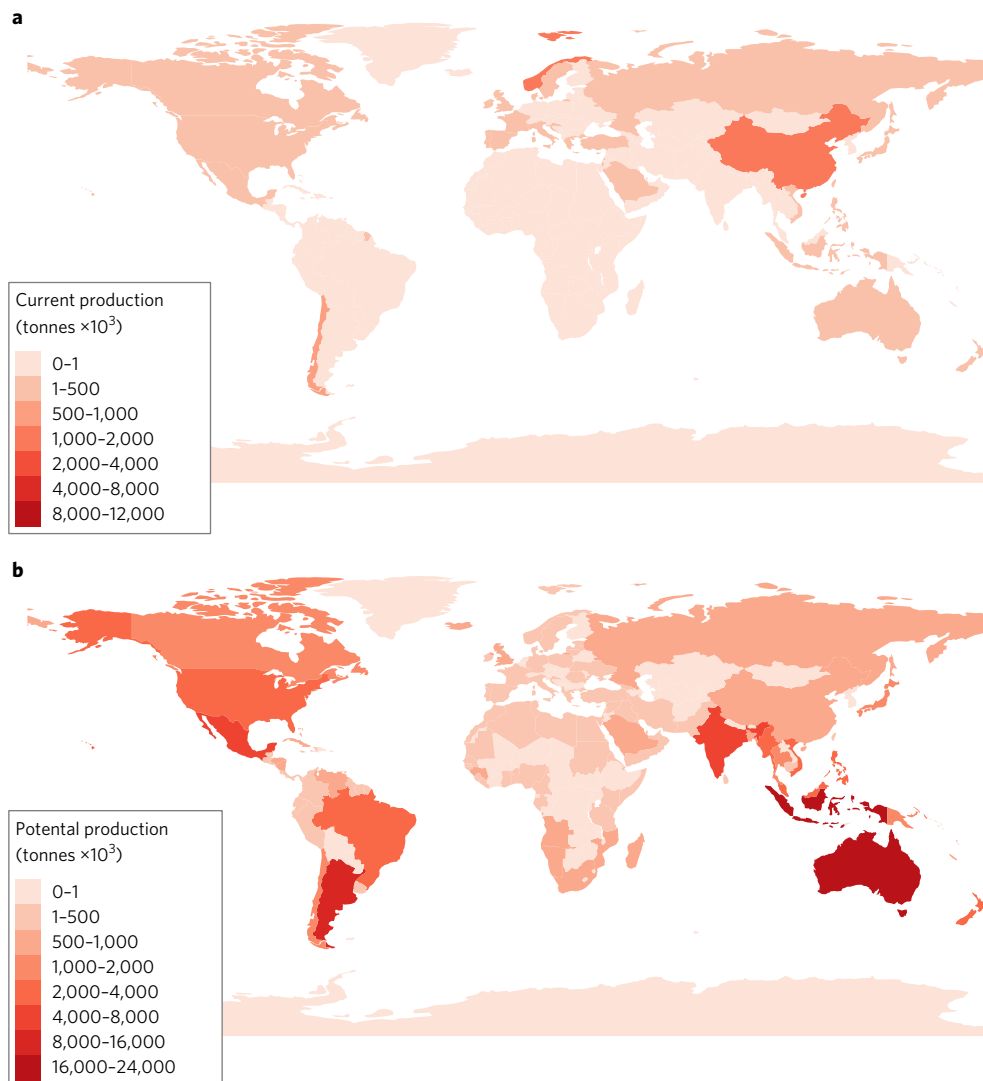 a
Current production
(tonnes ×10³)
0–1
1–500
500–1,000
1,000–2,000
2,000–4,000
4,000–8,000
8,000–12,000
b
Potental production
(tonnes ×10³)
0–1
1–500
500–1,000
1,000–2,000
2,000–4,000
4,000–8,000
8,000–16,000
16,000–24,000